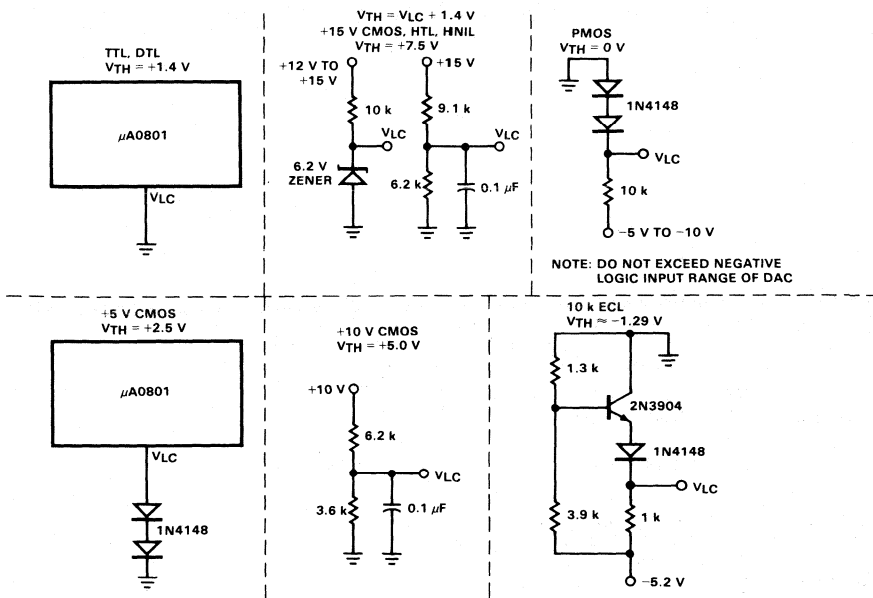 TTL, DTL
VTH = +1.4 V
μA0801
VLC
VTH = VLC + 1.4 V
+15 V CMOS, HTL, HNIL
VTH = +7.5 V
+12 V TO
+15 V
10 k
VLC
6.2 V
ZENER
+15 V
9.1 k
VLC
6.2 k
0.1 μF
PMOS
VTH = 0 V
1N4148
VLC
10 k
−5 V TO −10 V
NOTE: DO NOT EXCEED NEGATIVE
LOGIC INPUT RANGE OF DAC
+5 V CMOS
VTH = +2.5 V
μA0801
VLC
1N4148
+10 V CMOS
VTH = +5.0 V
+10 V
6.2 k
VLC
3.6 k
0.1 μF
10 k ECL
VTH ≈ −1.29 V
1.3 k
2N3904
1N4148
VLC
3.9 k
1 k
−5.2 V